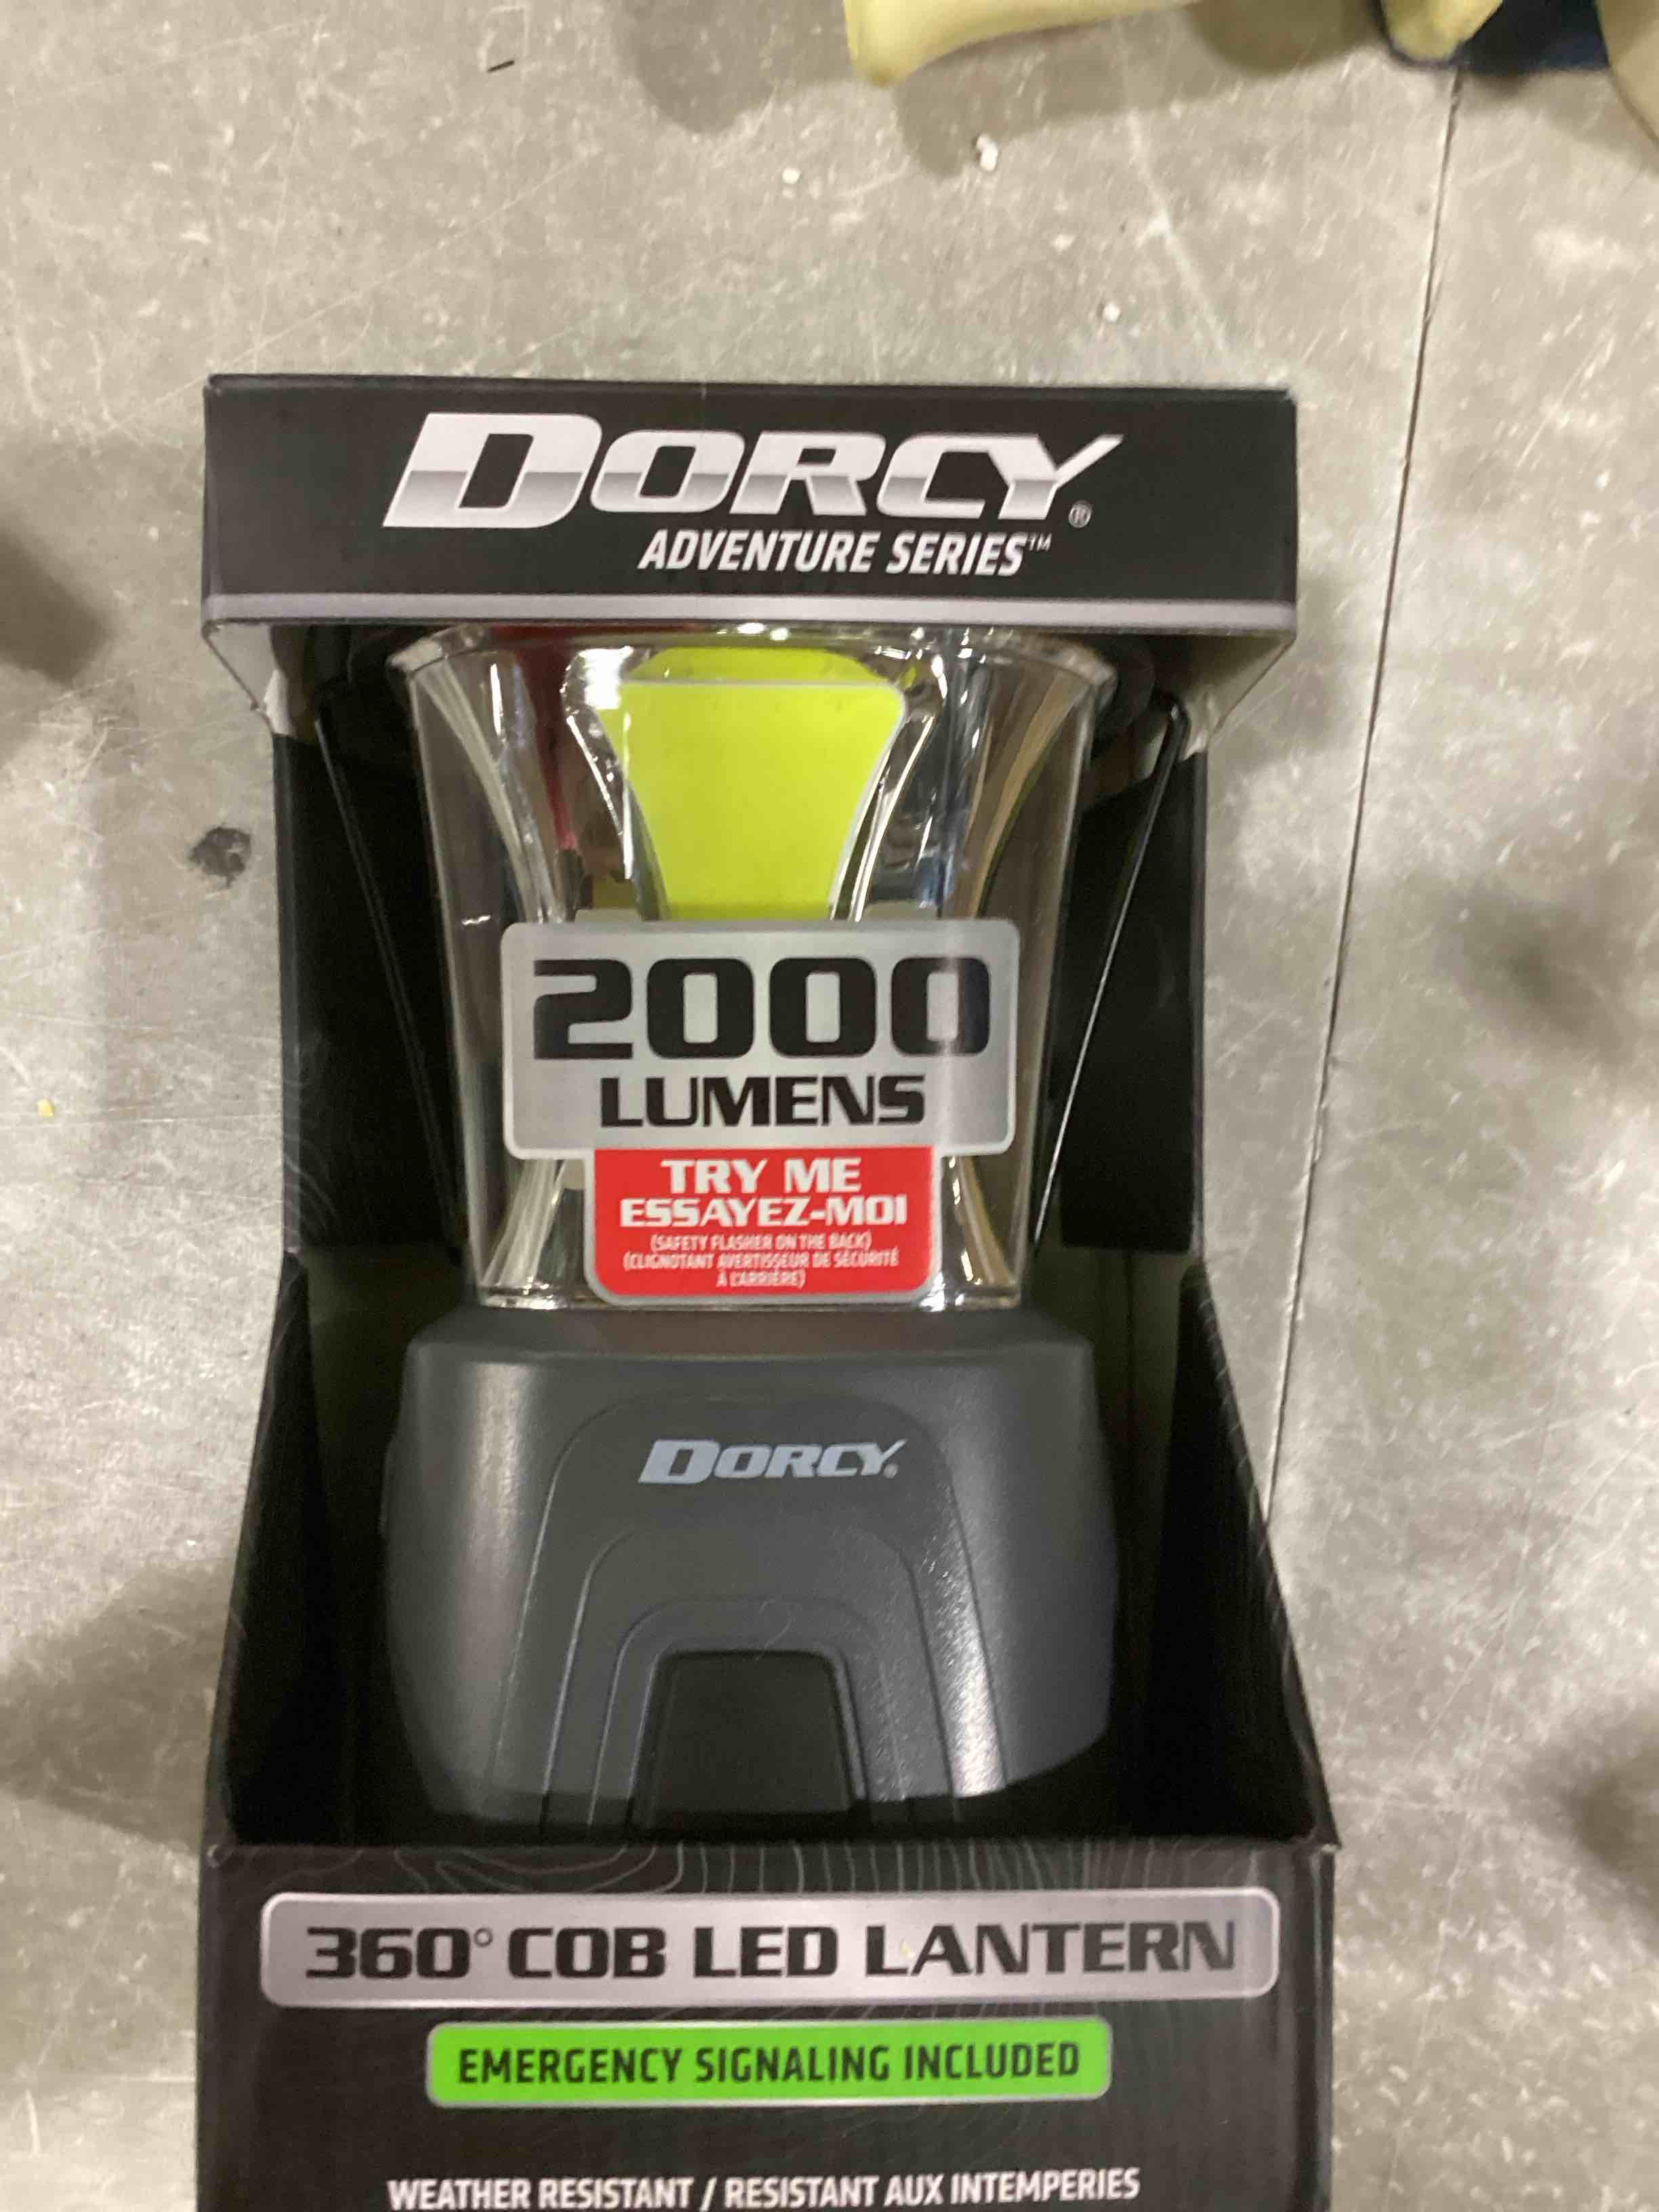 DORCY®
ADVENTURE SERIES™
2000
LUMENS
TRY ME
ESSAYEZ-MOI
(SAFETY FLASHER ON THE BACK)
(CLIGNOTANT AVERTISSEUR DE SÉCURITÉ
À L'ARRIÈRE)
DORCY®
360° COB LED LANTERN
EMERGENCY SIGNALING INCLUDED
WEATHER RESISTANT / RESISTANT AUX INTEMPERIES